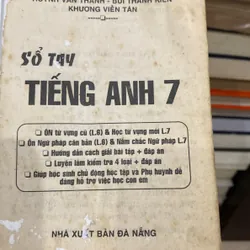 HUỲNH VĂN THÀNH - BÙI THANH KIÊN
KHƯƠNG VIÊN TÂN
SỔ TAY
TIẾNG ANH 7
□ ÔN từ vựng cũ (L.6) & Học từ vựng mới L.7
□ Ôn Ngữ pháp căn bản (L.6) & Nắm chắc Ngữ pháp L.7
□ Hướng dẫn cách giải bài tập + đáp án
□ Luyện làm kiểm tra 4 loại + đáp án
□ Giúp học sinh chủ động học tập và Phụ huynh dễ
dàng hỗ trợ việc học con em
NHÀ XUẤT BẢN ĐÀ NẴNG